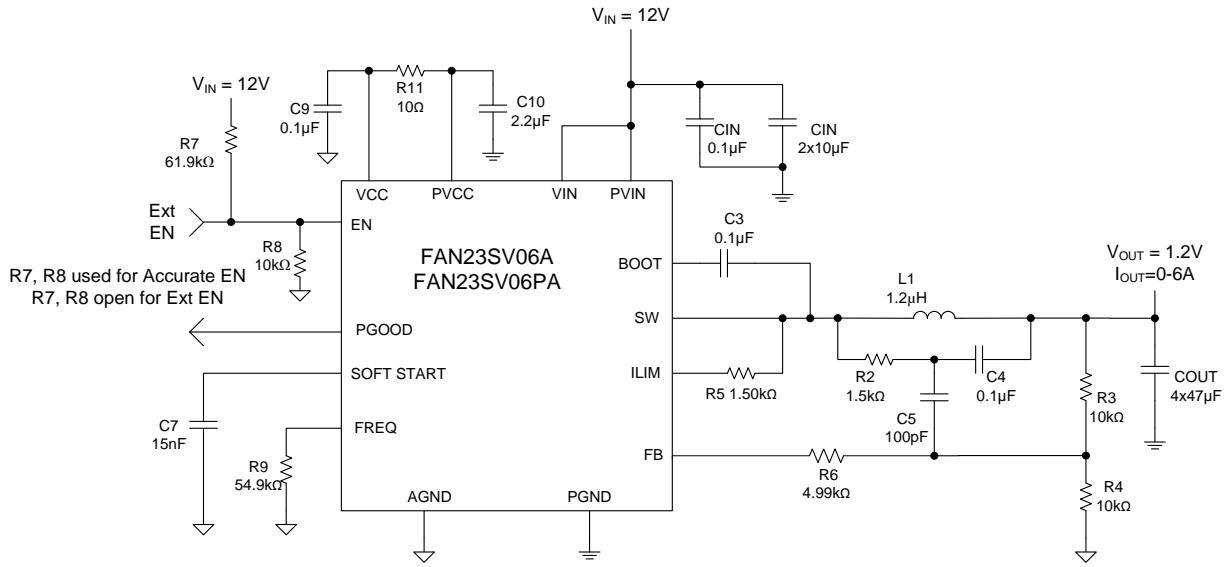 VIN = 12V
VIN = 12V
R11
10Ω
C9
0.1µF
C10
2.2µF
CIN
0.1µF
CIN
2x10µF
R7
61.9kΩ
VCC
PVCC
VIN
PVIN
Ext
EN
EN
R8
10kΩ
FAN23SV06A
FAN23SV06PA
C3
0.1µF
BOOT
VOUT = 1.2V
IOUT=0-6A
R7, R8 used for Accurate EN
R7, R8 open for Ext EN
L1
1.2µH
PGOOD
SW
SOFT START
ILIM
R5 1.50kΩ
R2
1.5kΩ
C4
0.1µF
C5
100pF
R3
10kΩ
COUT
4x47µF
C7
15nF
FREQ
R9
54.9kΩ
FB
R6
4.99kΩ
R4
10kΩ
AGND
PGND